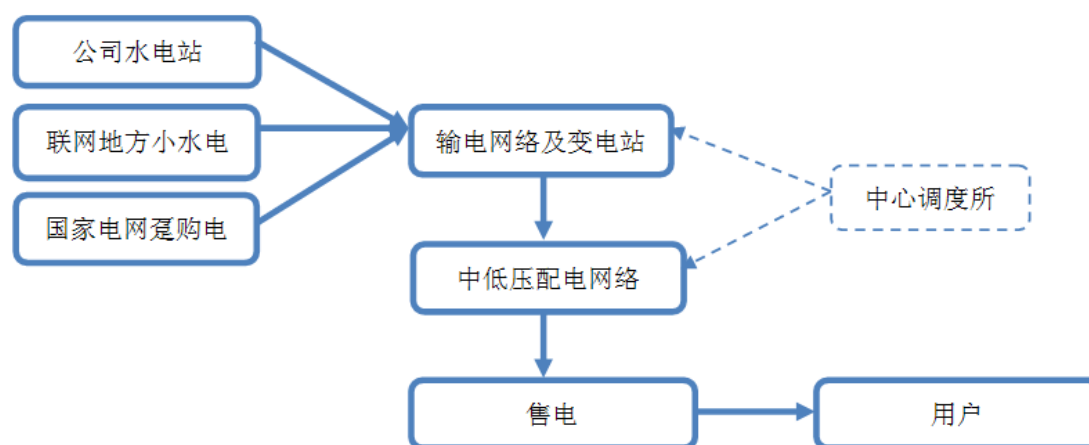 公司水电站
联网地方小水电
国家电网趸购电
输电网络及变电站
中心调度所
中低压配电网络
售电
用户